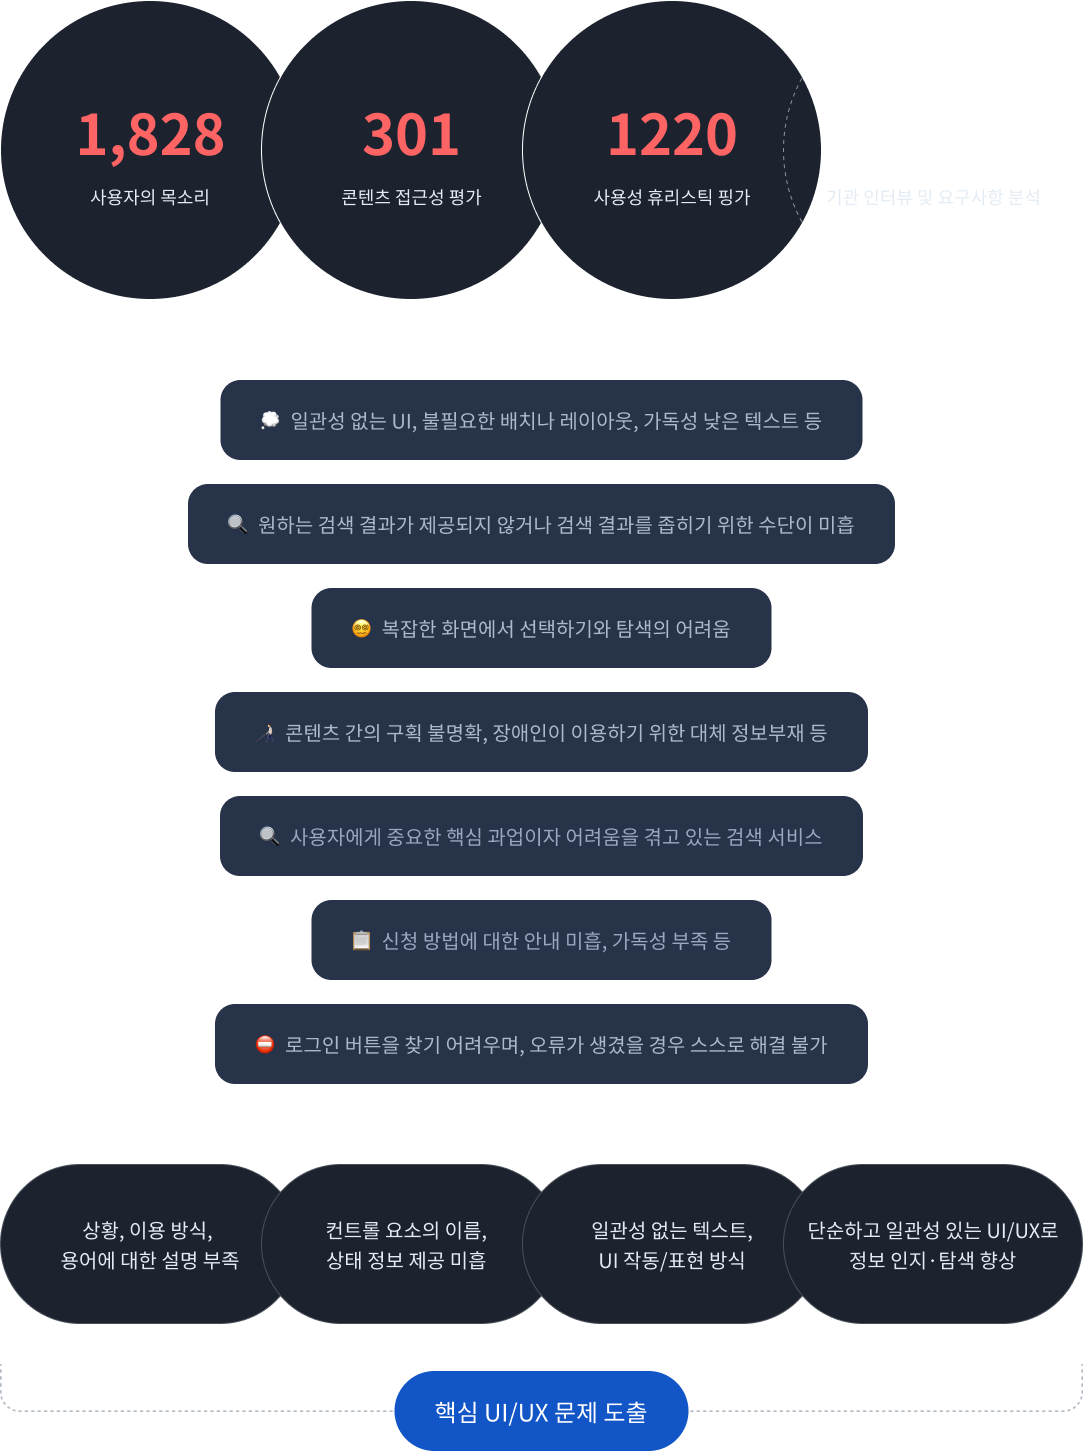 1,828
사용자의 목소리
301
콘텐츠 접근성 평가
1220
사용성 휴리스틱 핑가
기관 인터뷰 및 요구사항 분석
일관성 없는 UI, 불필요한 배치나 레이아웃, 가독성 낮은 텍스트 등
원하는 검색 결과가 제공되지 않거나 검색 결과를 좁히기 위한 수단이 미흡
복잡한 화면에서 선택하기와 탐색의 어려움
콘텐츠 간의 구획 불명확, 장애인이 이용하기 위한 대체 정보부재 등
사용자에게 중요한 핵심 과업이자 어려움을 겪고 있는 검색 서비스
신청 방법에 대한 안내 미흡, 가독성 부족 등
로그인 버튼을 찾기 어려우며, 오류가 생겼을 경우 스스로 해결 불가
상황, 이용 방식,
용어에 대한 설명 부족
컨트롤 요소의 이름,
상태 정보 제공 미흡
일관성 없는 텍스트,
UI 작동/표현 방식
단순하고 일관성 있는 UI/UX로
정보 인지·탐색 향상
핵심 UI/UX 문제 도출